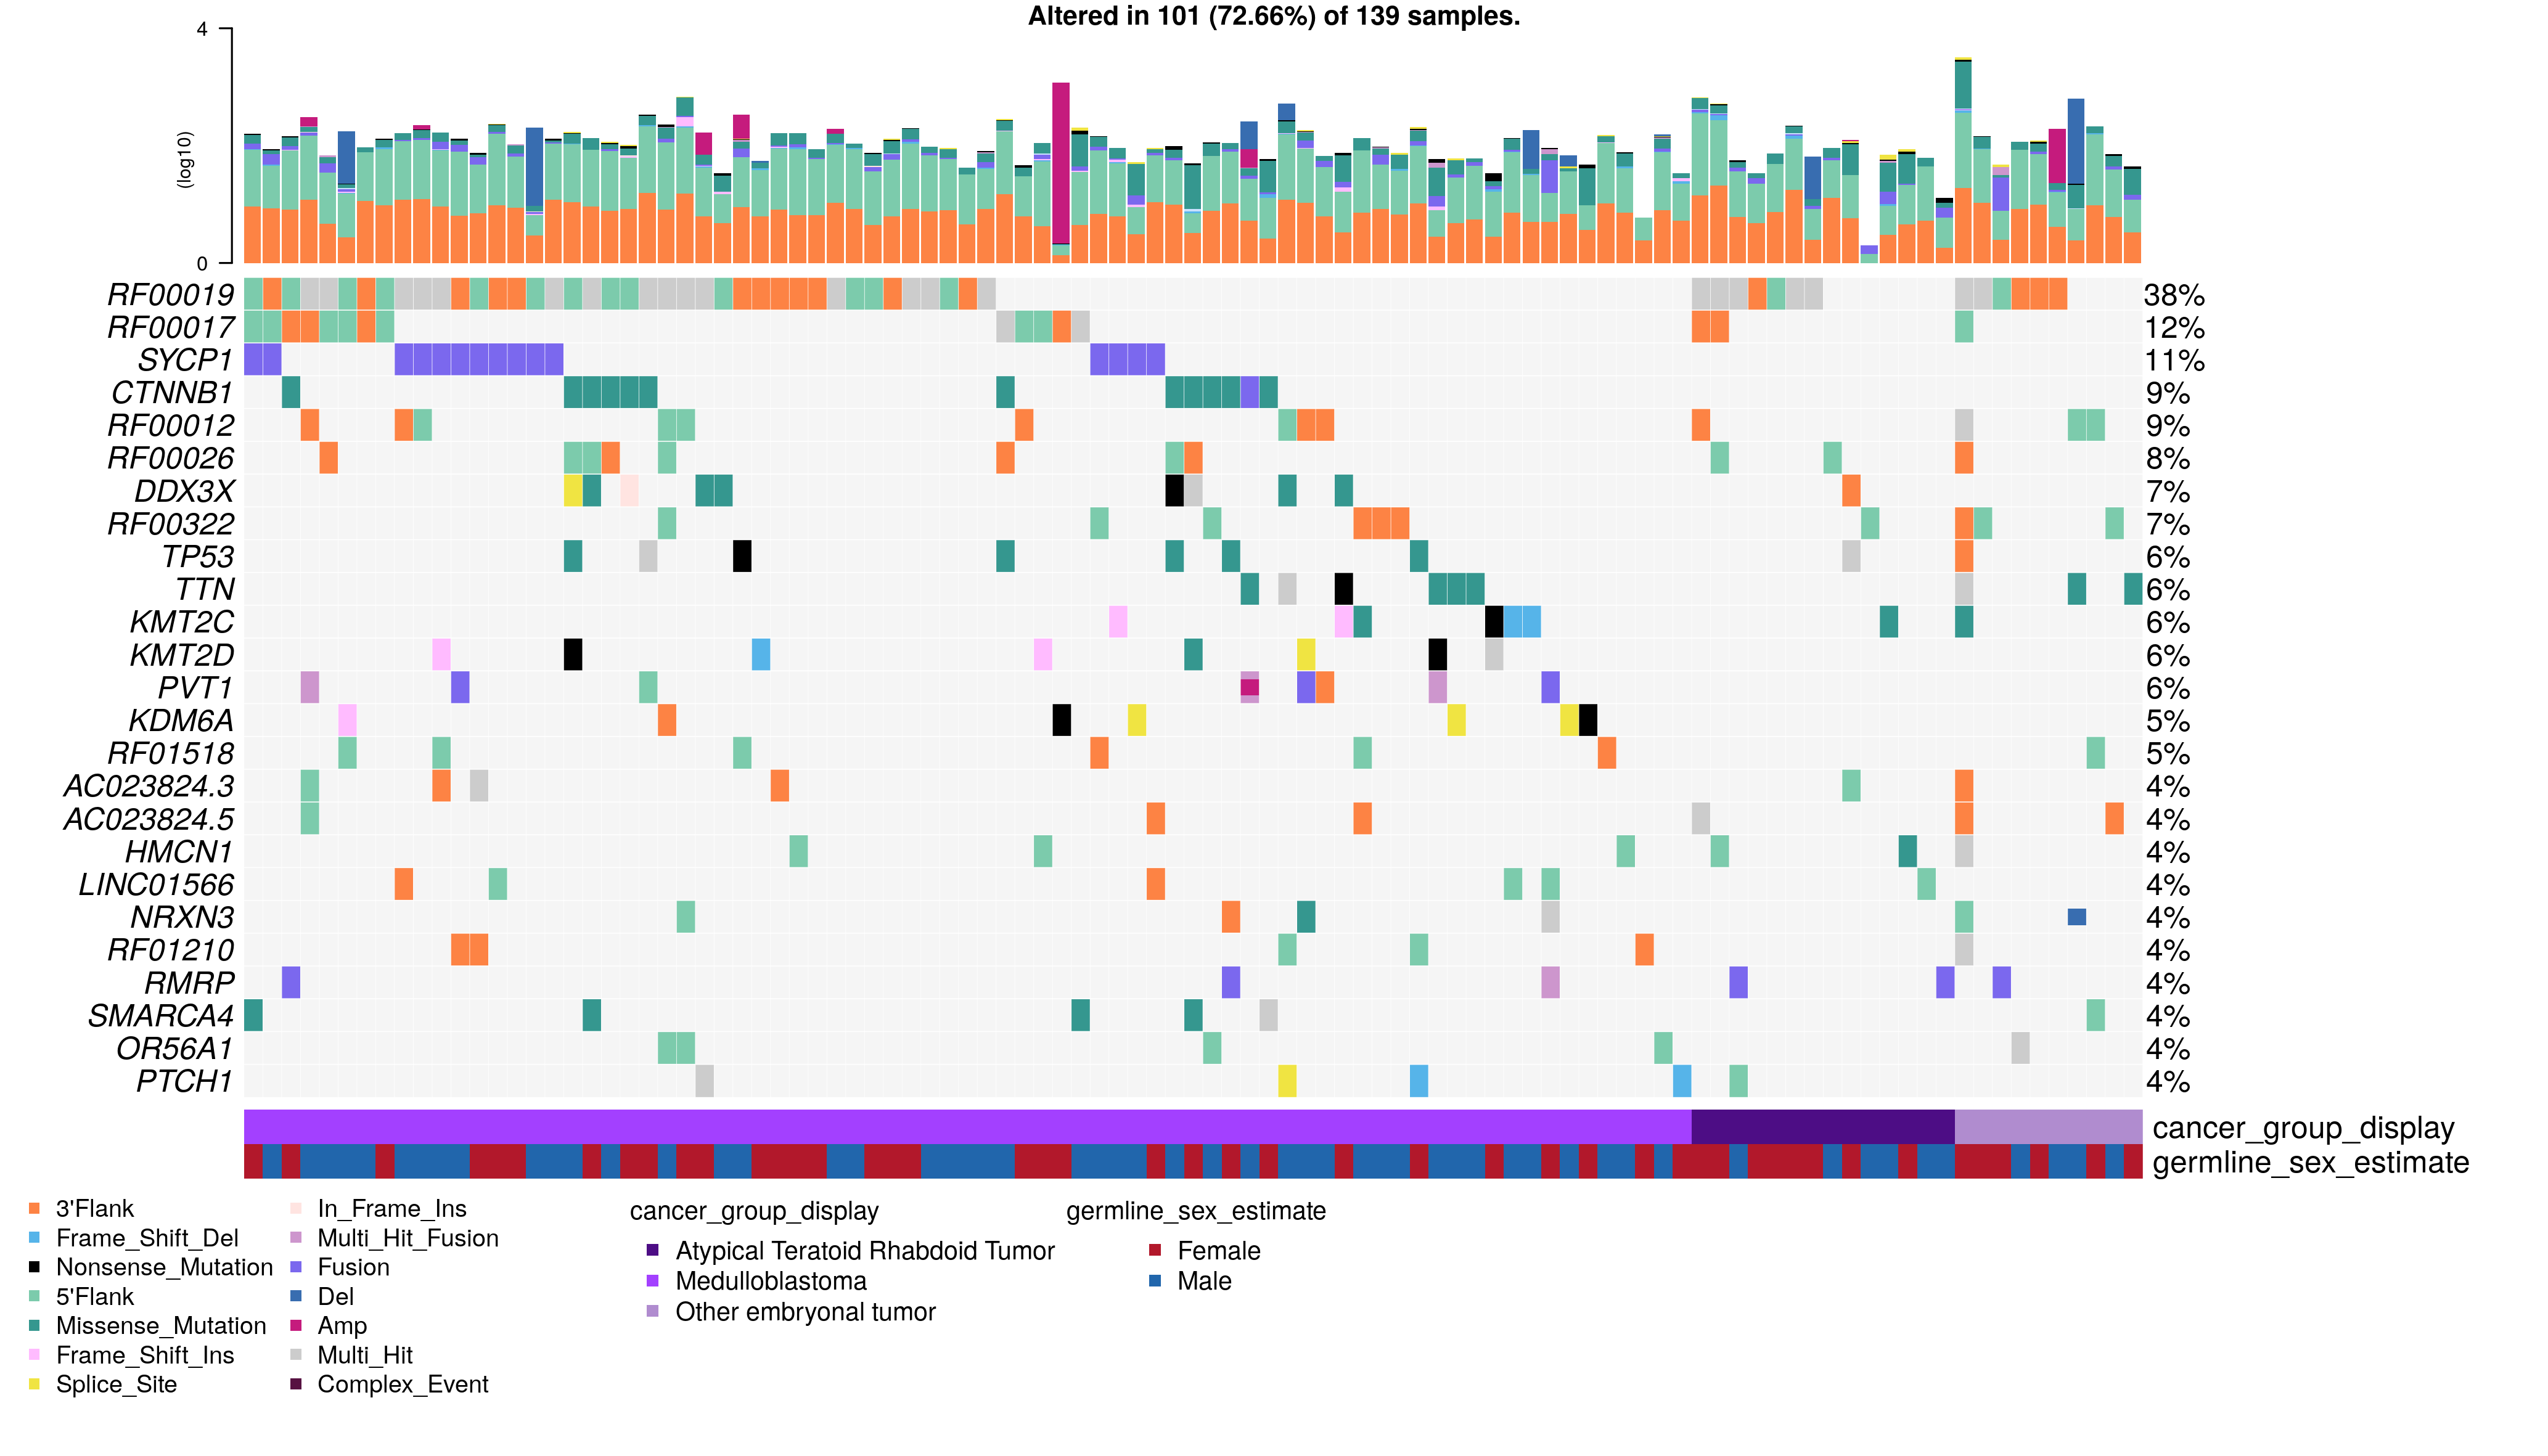 Altered in 101 (72.66%) of 139 samples.
4
(log10)
0
RF00019 38%
RF00017 12%
SYCP1 11%
CTNNB1 9%
RF00012 9%
RF00026 8%
DDX3X 7%
RF00322 7%
TP53 6%
TTN 6%
KMT2C 6%
KMT2D 6%
PVT1 6%
KDM6A 5%
RF01518 5%
AC023824.3 4%
AC023824.5 4%
HMCN1 4%
LINC01566 4%
NRXN3 4%
RF01210 4%
RMRP 4%
SMARCA4 4%
OR56A1 4%
PTCH1 4%
cancer_group_display
germline_sex_estimate
3'Flank
Frame_Shift_Del
Nonsense_Mutation
5'Flank
Missense_Mutation
Frame_Shift_Ins
Splice_Site
In_Frame_Ins
Multi_Hit_Fusion
Fusion
Del
Amp
Multi_Hit
Complex_Event
cancer_group_display
Atypical Teratoid Rhabdoid Tumor
Medulloblastoma
Other embryonal tumor
germline_sex_estimate
Female
Male